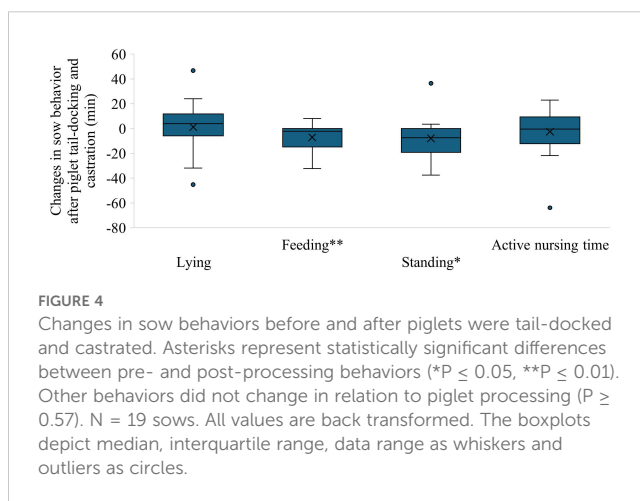 60
40
20
0
-20
-40
-60
-80
Changes in sow behavior
after piglet tail-docking and
castration (min)
Lying
Feeding**
Standing*
Active nursing time
FIGURE 4
Changes in sow behaviors before and after piglets were tail-docked
and castrated. Asterisks represent statistically significant differences
between pre- and post-processing behaviors (*P ≤ 0.05, **P ≤ 0.01).
Other behaviors did not change in relation to piglet processing (P ≥
0.57). N = 19 sows. All values are back transformed. The boxplots
depict median, interquartile range, data range as whiskers and
outliers as circles.